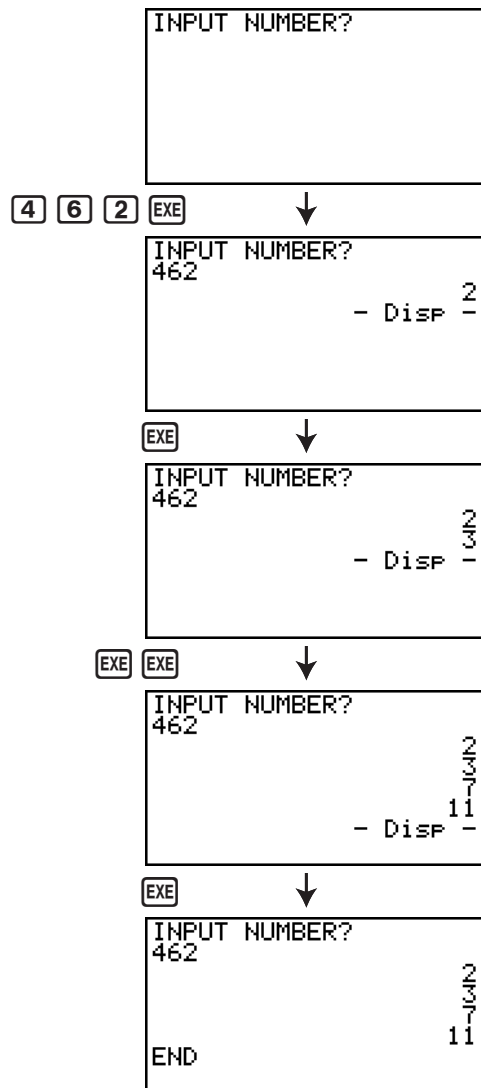 INPUT NUMBER?
4 6 2 EXE
INPUT NUMBER?
462
2
- Disp -
EXE
INPUT NUMBER?
462
2
3
- Disp -
EXE EXE
INPUT NUMBER?
462
2
3
7
11
- Disp -
EXE
INPUT NUMBER?
462
2
3
7
11
END